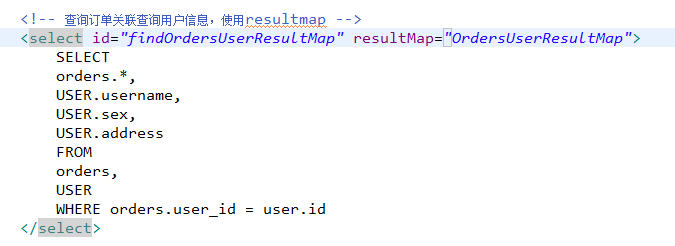 <!-- 查询订单关联查询用户信息，使用resultmap -->
<select id="findOrdersUserResultMap" resultMap="OrdersUserResultMap">
SELECT
orders.*,
USER.username,
USER.sex,
USER.address
FROM
orders,
USER
WHERE orders.user_id = user.id
</select>